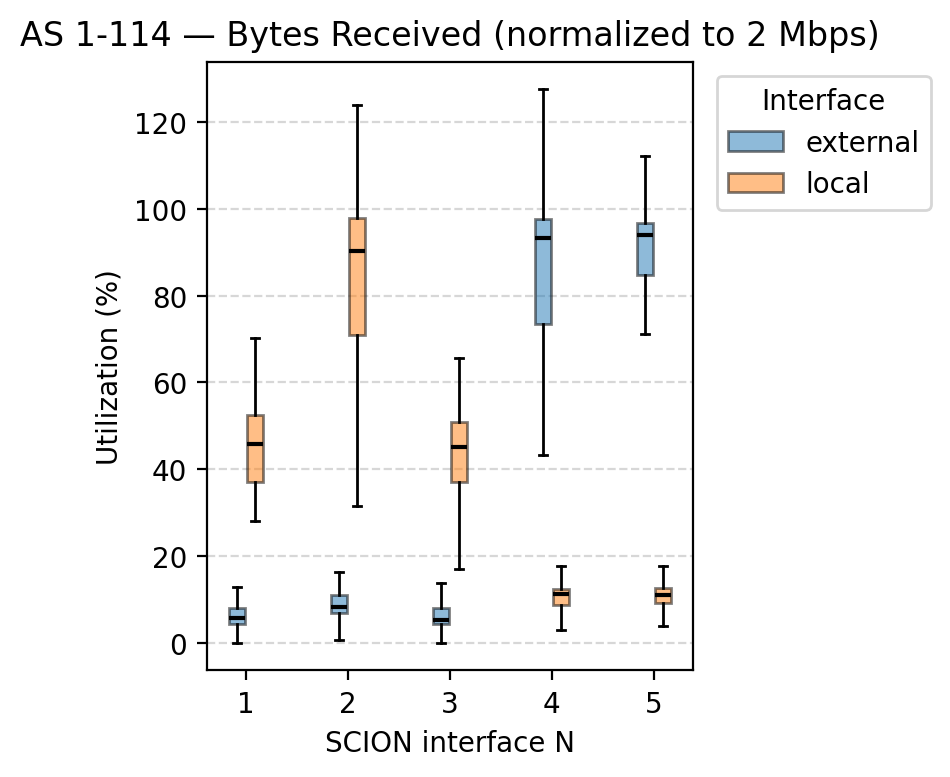 AS 1-114 — Bytes Received (normalized to 2 Mbps)
Interface
external
local
Utilization (%)
120
100
80
60
40
20
0
1 2 3 4 5
SCION interface N